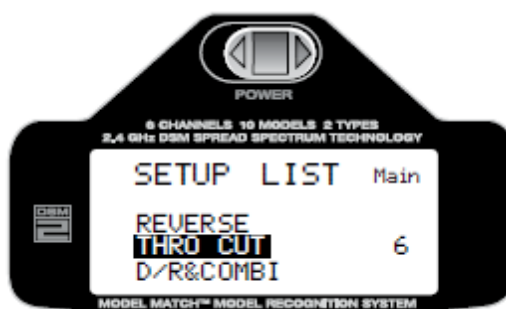 POWER
6 CHANNELS 10 MODELS 2 TYPES
2.4 GHz DSM SPREAD SPECTRUM TECHNOLOGY
SETUP LIST Main
DSM
2
REVERSE
THRO CUT 6
D/R&COMBI
MODEL MATCH™ MODEL RECOGNITION SYSTEM